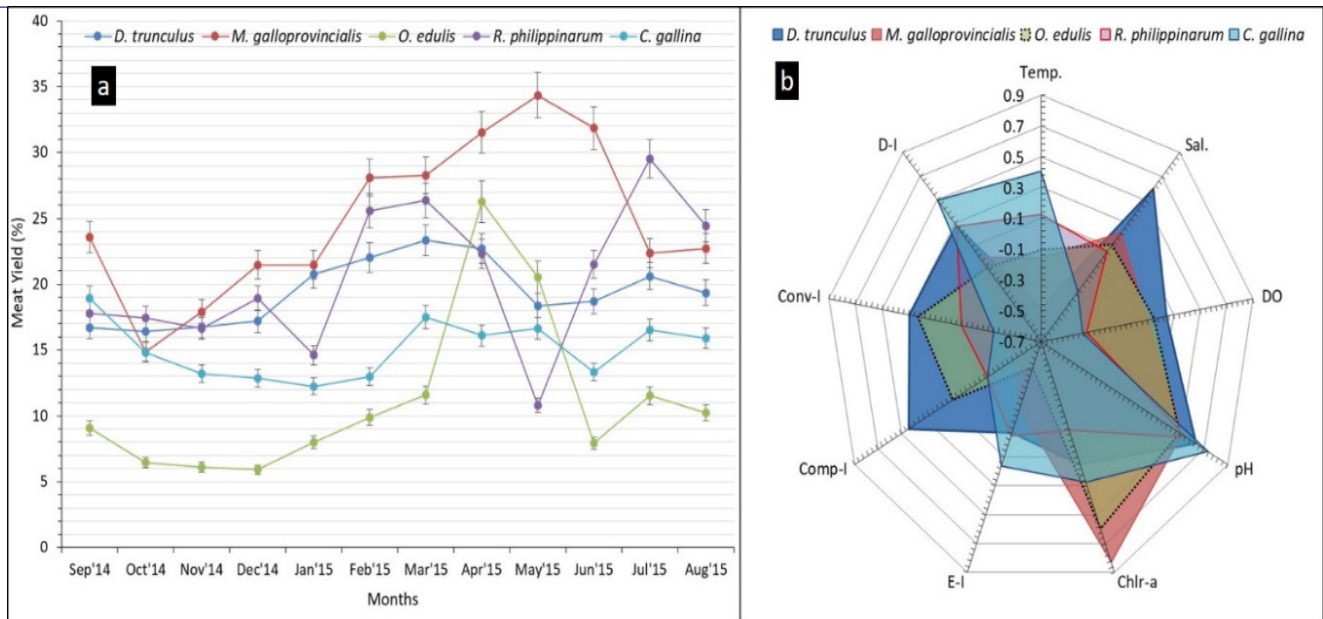 D. trunculus M. galloprovincialis O. edulis R. philippinarum C. gallina
a
40
35
30
25
20
15
10
5
0
Meat Yield (%)
Sep'14 Oct'14 Nov'14 Dec'14 Jan'15 Feb'15 Mar'15 Apr'15 May'15 Jun'15 Jul'15 Aug'15
Months
D. trunculus M. galloprovincialis O. edulis R. philippinarum C. gallina
b
Temp.
0.9
0.7
0.5
0.3
0.1
-0.1
-0.3
-0.5
-0.7
Sal.
DO
pH
Chlr-a
E-I
Comp-I
Conv-I
D-I